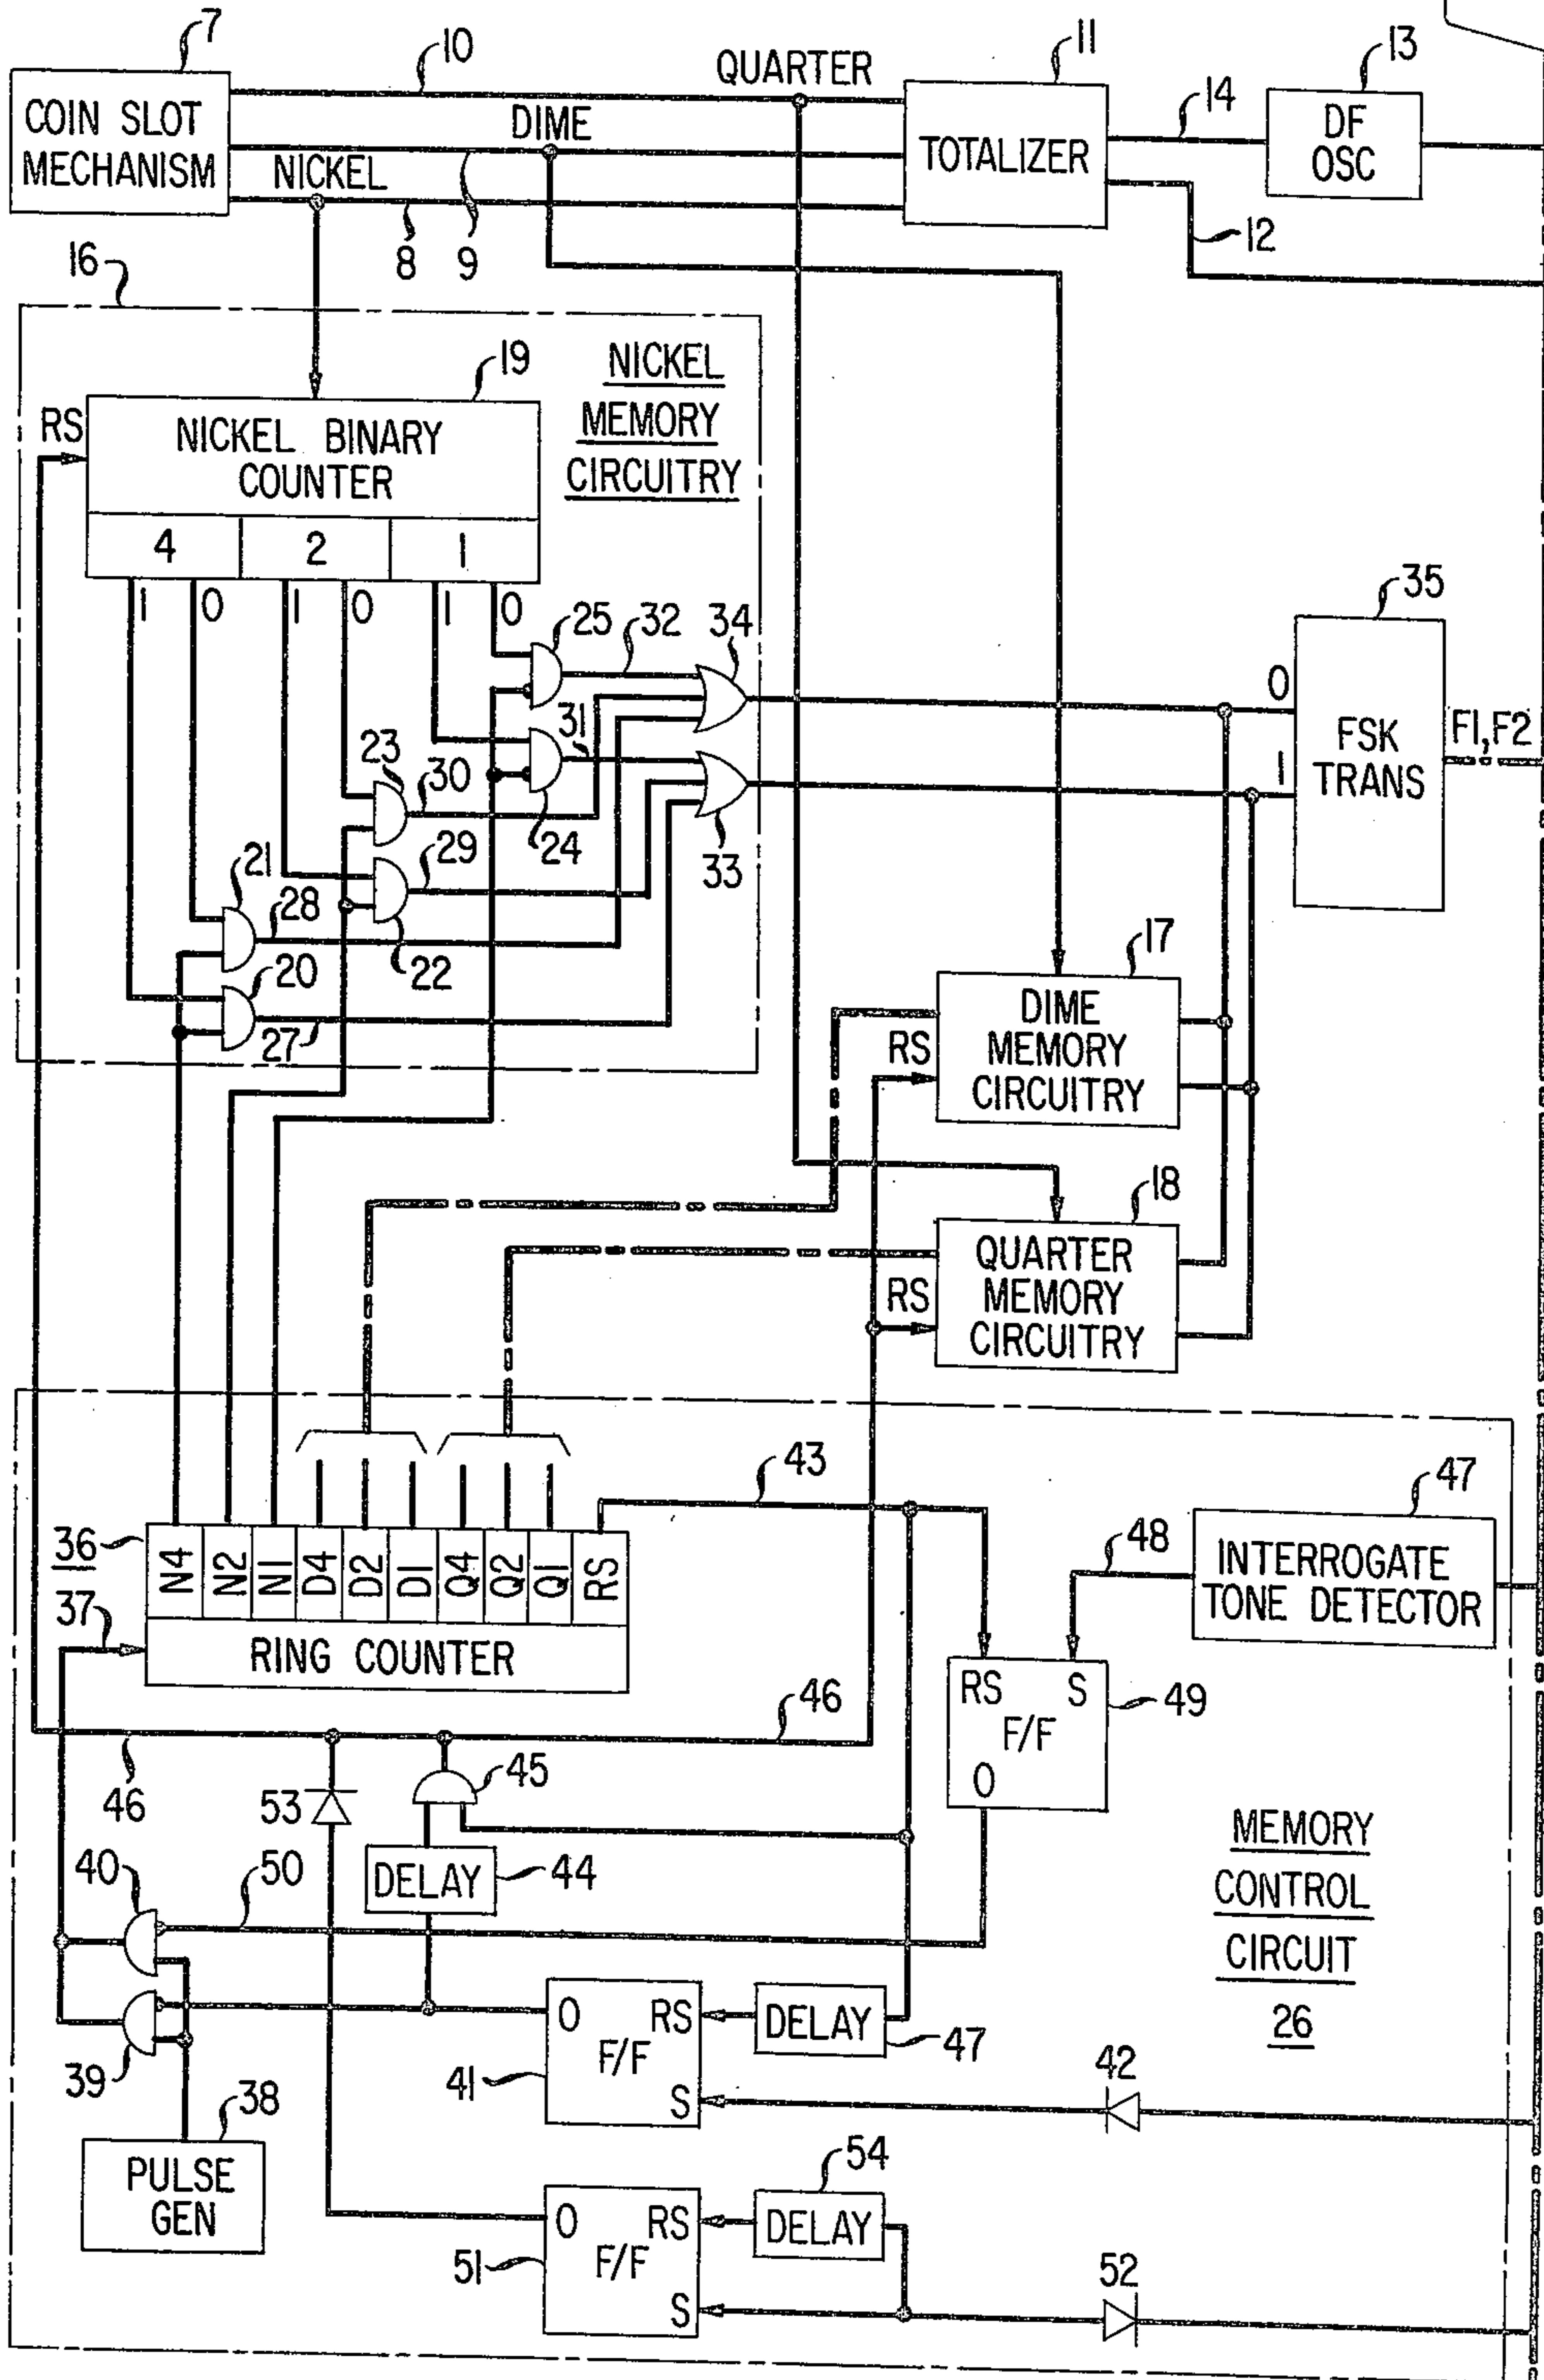 7
10
QUARTER
11
13
COIN SLOT
MECHANISM
DIME
NICKEL
TOTALIZER
14
DF
OSC
12
8
9
16
19
NICKEL
MEMORY
CIRCUITRY
RS
NICKEL BINARY
COUNTER
4
2
1
1
0
1
0
1
0
25
32
34
35
0
FSK
TRANS
1
F1,F2
23
30
31
24
33
21
28
29
22
20
27
17
DIME
MEMORY
CIRCUITRY
RS
18
QUARTER
MEMORY
CIRCUITRY
RS
43
47
48
INTERROGATE
TONE DETECTOR
36
N4
N2
N1
D4
D2
D1
Q4
Q2
Q1
RS
37
RING COUNTER
46
RS
S
F/F
0
49
46
53
45
40
50
DELAY
44
MEMORY
CONTROL
CIRCUIT
26
39
0
RS
F/F
S
41
DELAY
47
42
38
PULSE
GEN
54
0
RS
F/F
S
51
DELAY
52